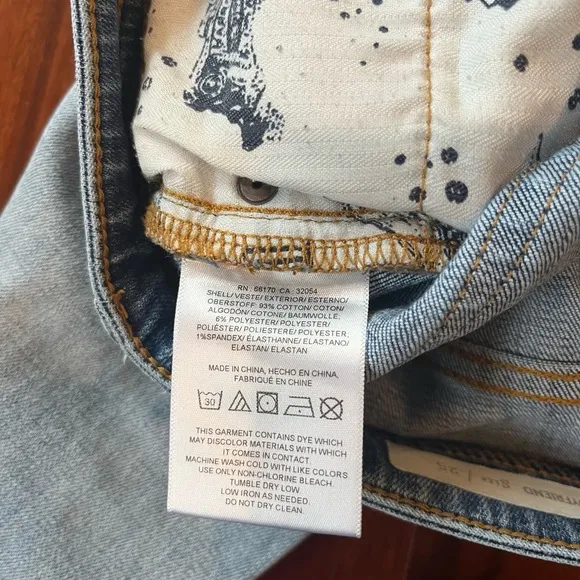 RN : 66170 CA : 32054
SHELL/ VESTE/ EXTERIOR/ ESTERNO/
OBERSTOFF: 93% COTTON/ COTON/
ALGODÓN/ COTONE/ BAUMWOLLE;
6% POLYESTER/ POLYESTER/
POLIÉSTER/ POLIESTERE/ POLYESTER;
1%SPANDEX/ ÉLASTHANNE/ ELASTANO/
ELASTAN/ ELASTAN
MADE IN CHINA, HECHO EN CHINA,
FABRIQUÉ EN CHINE
30
THIS GARMENT CONTAINS DYE WHICH
MAY DISCOLOR MATERIALS WITH WHICH
IT COMES IN CONTACT.
MACHINE WASH COLD WITH LIKE COLORS
USE ONLY NON-CHLORINE BLEACH.
TUMBLE DRY LOW.
LOW IRON AS NEEDED.
DO NOT DRY CLEAN.
size | 25